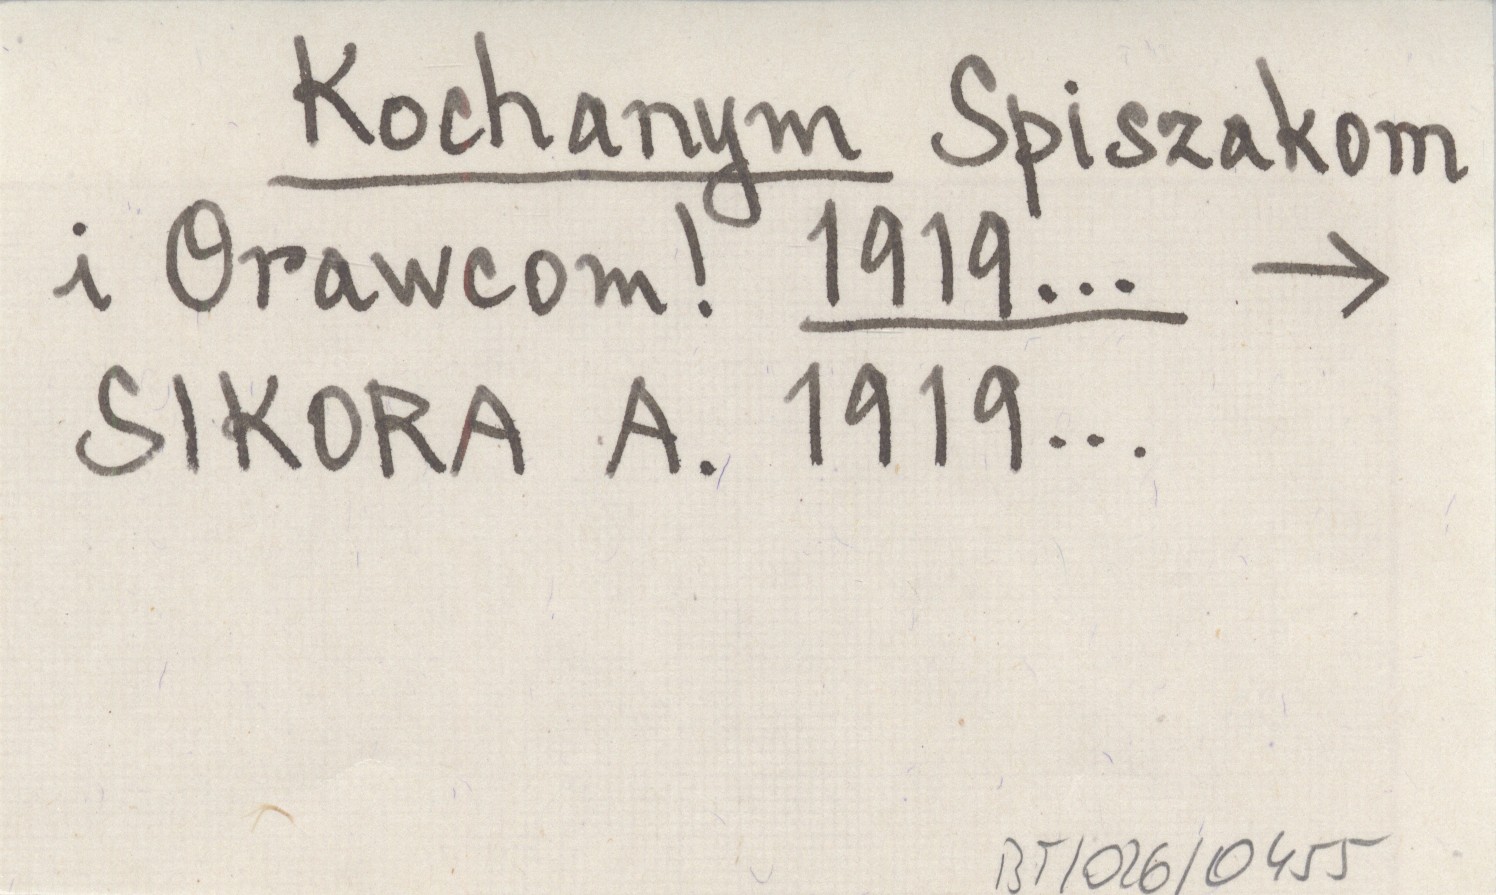 Kochanym Spiszakom
i Orawcom! 1919... →
SIKORA A. 1919...
BT/026/0455